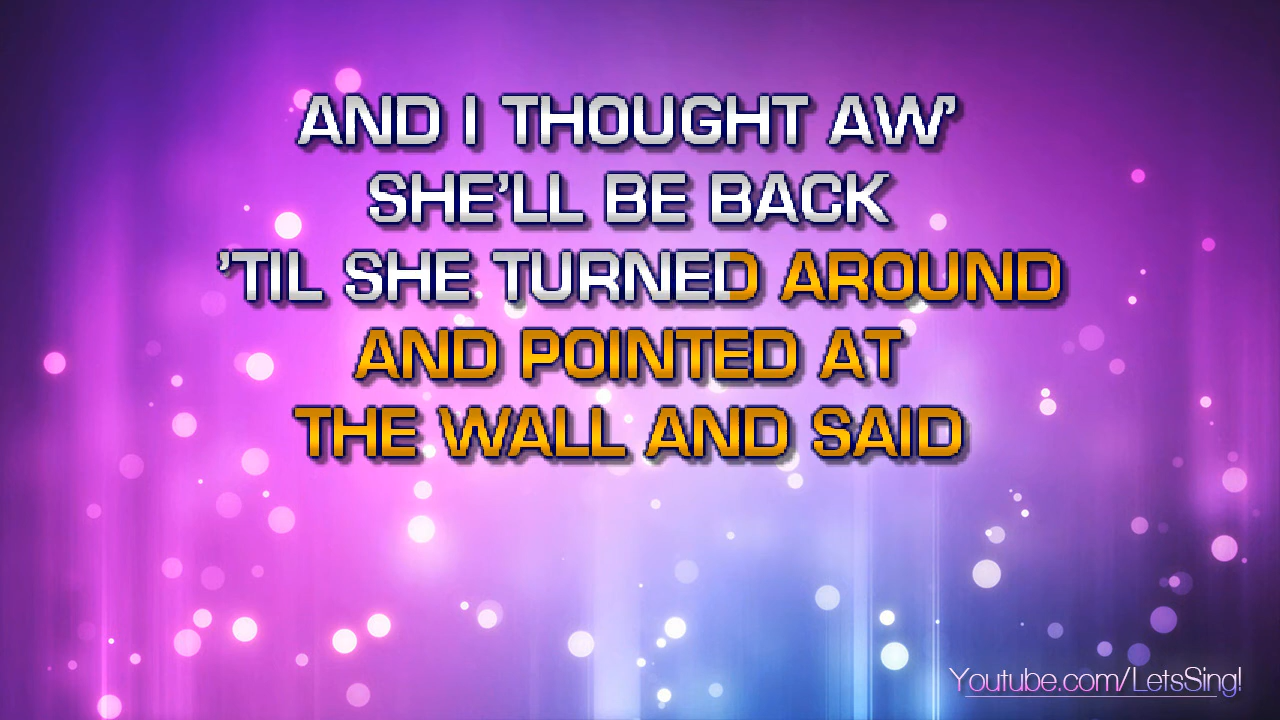 AND I THOUGHT AW'
SHE'LL BE BACK
'TIL SHE TURNED AROUND
AND POINTED AT
THE WALL AND SAID
Youtube.com/LetsSing!